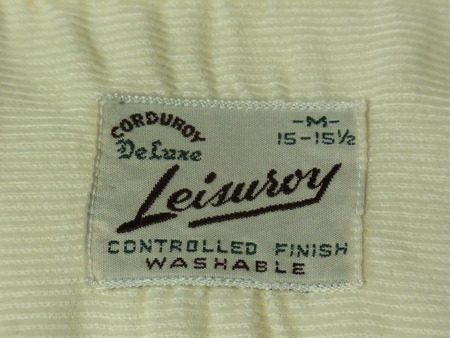 CORDUROY
DeLuxe
-M-
15-15½
Leisuroy
CONTROLLED FINISH
WASHABLE